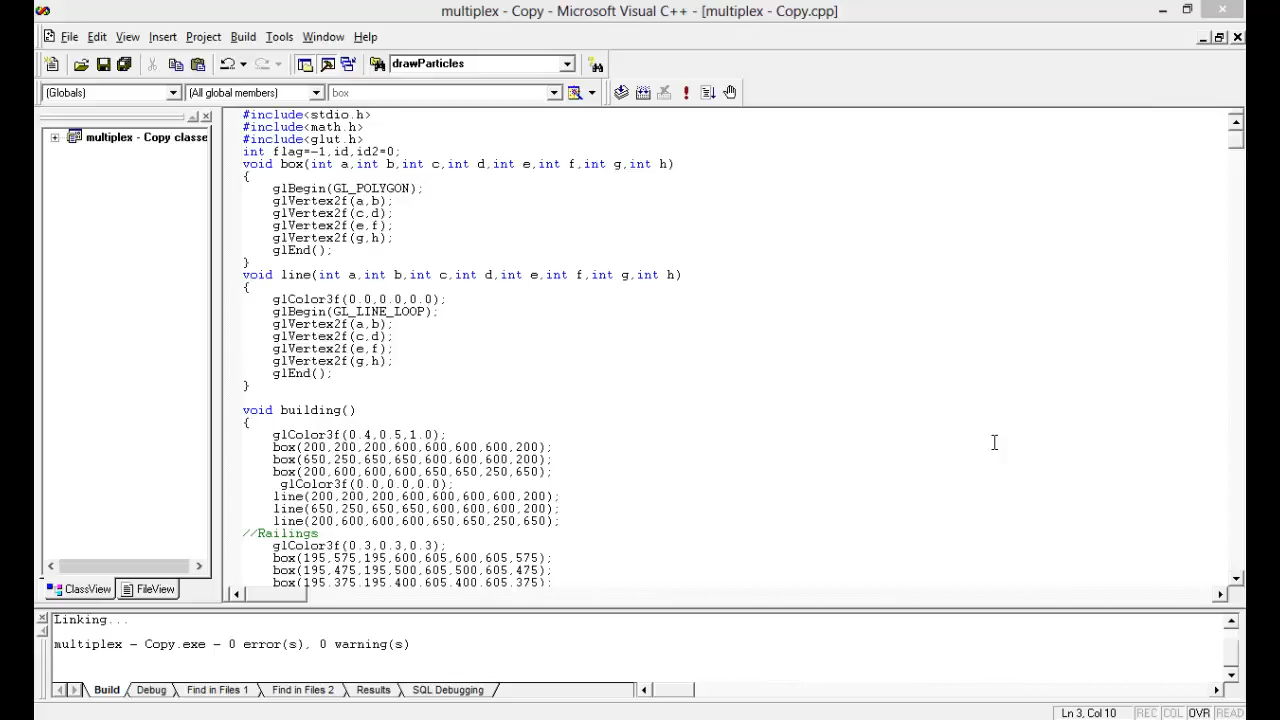 multiplex - Copy - Microsoft Visual C++ - [multiplex - Copy.cpp]
File Edit View Insert Project Build Tools Window Help
drawParticles
(Globals) (All global members) box
multiplex - Copy classe
#include<stdio.h>
#include<math.h>
#include<glut.h>
int flag=-1,id,id2=0;
void box(int a,int b,int c,int d,int e,int f,int g,int h)
{
glBegin(GL_POLYGON);
glVertex2f(a,b);
glVertex2f(c,d);
glVertex2f(e,f);
glVertex2f(g,h);
glEnd();
}
void line(int a,int b,int c,int d,int e,int f,int g,int h)
{
glColor3f(0.0,0.0,0.0);
glBegin(GL_LINE_LOOP);
glVertex2f(a,b);
glVertex2f(c,d);
glVertex2f(e,f);
glVertex2f(g,h);
glEnd();
}
void building()
{
glColor3f(0.4,0.5,1.0);
box(200,200,200,600,600,600,600,200);
box(650,250,650,650,600,600,600,200);
box(200,600,600,600,650,650,250,650);
glColor3f(0.0,0.0,0.0);
line(200,200,200,600,600,600,600,200);
line(650,250,650,650,600,600,600,200);
line(200,600,600,600,650,650,250,650);
//Railings
glColor3f(0.3,0.3,0.3);
box(195,575,195,600,605,600,605,575);
box(195,475,195,500,605,500,605,475);
box(195,375,195,400,605,400,605,375);
ClassView FileView
Linking...
multiplex - Copy.exe - 0 error(s), 0 warning(s)
Build Debug Find in Files 1 Find in Files 2 Results SQL Debugging
Ln 3, Col 10 REC COL OVR READ